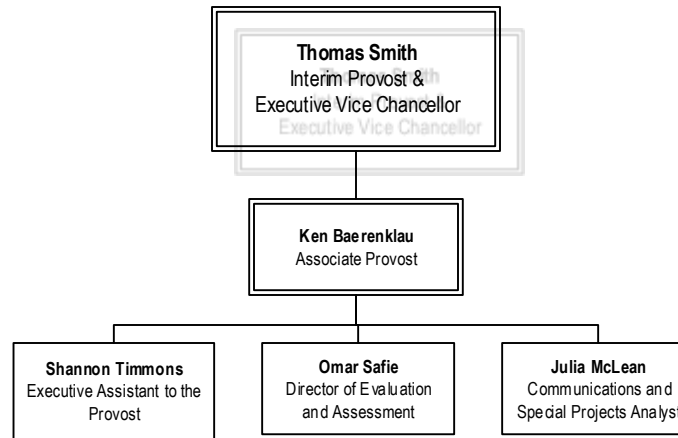 Thomas Smith
Interim Provost &
Executive Vice Chancellor
Ken Baerenklau
Associate Provost
Shannon Timmons
Executive Assistant to the
Provost
Omar Safie
Director of Evaluation
and Assessment
Julia McLean
Communications and
Special Projects Analyst